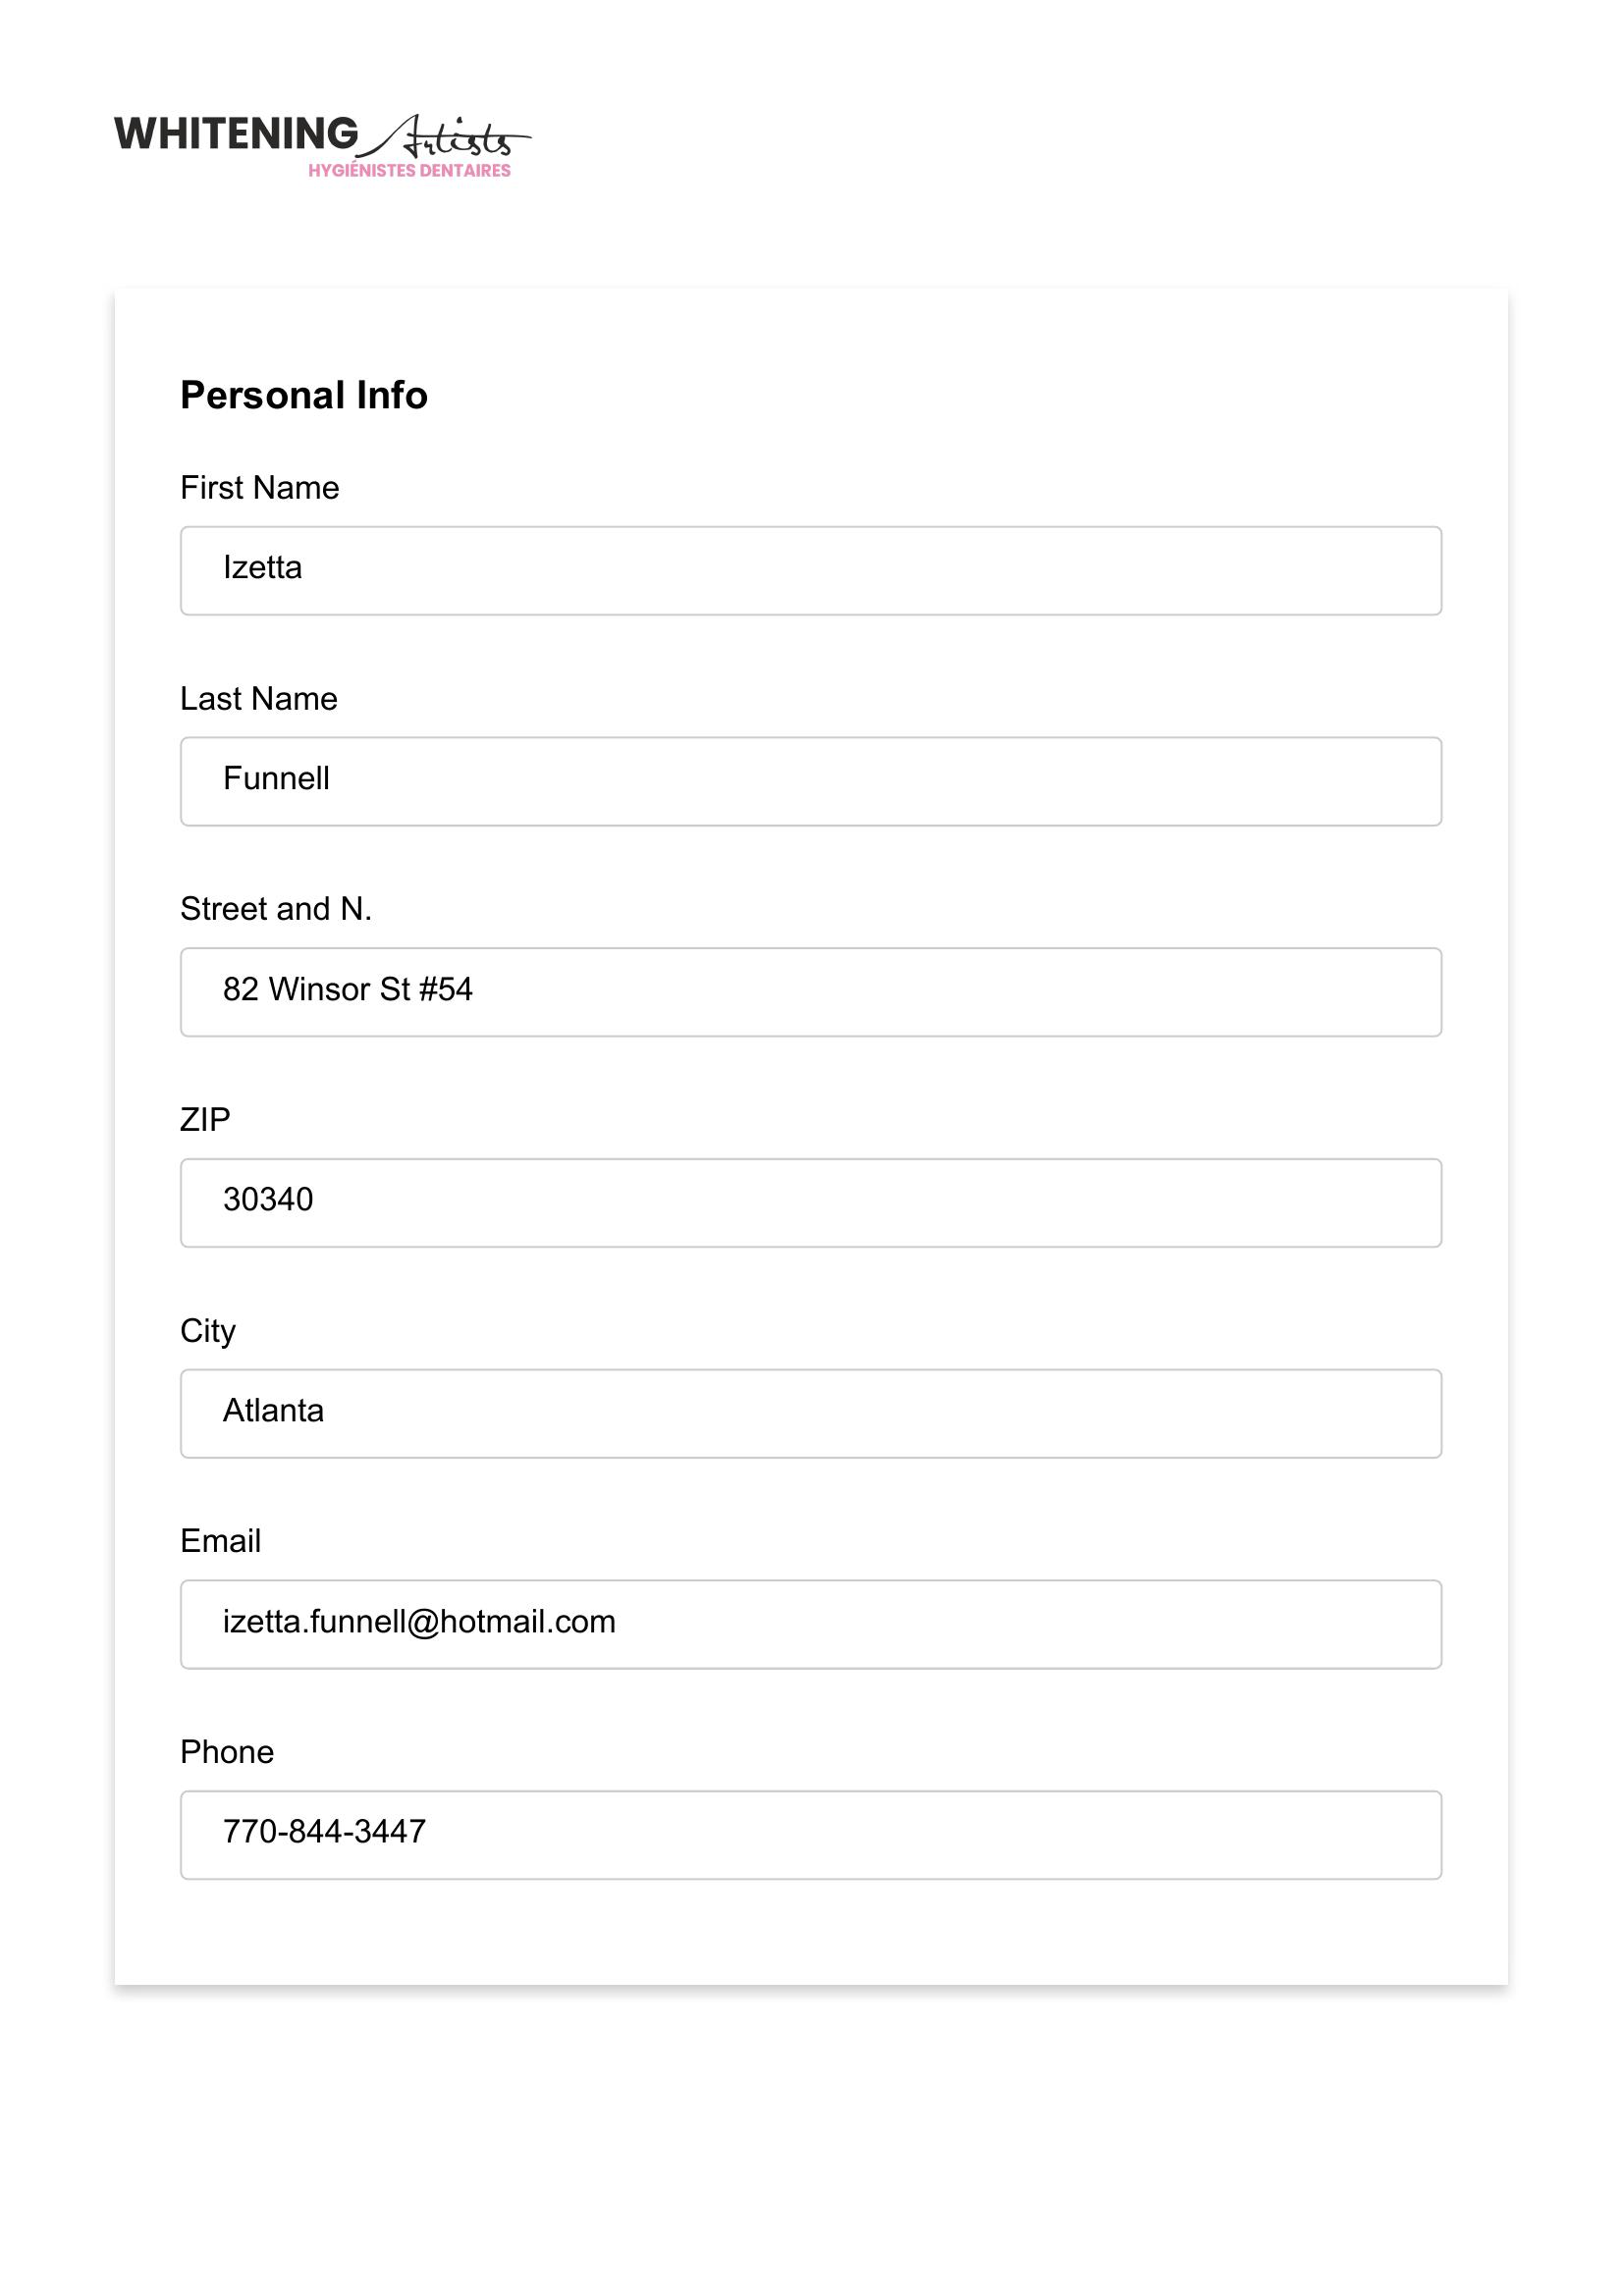 WHITENING Artists
HYGIÉNISTES DENTAIRES
Personal Info
First Name
Izetta
Last Name
Funnell
Street and N.
82 Winsor St #54
ZIP
30340
City
Atlanta
Email
izetta.funnell@hotmail.com
Phone
770-844-3447